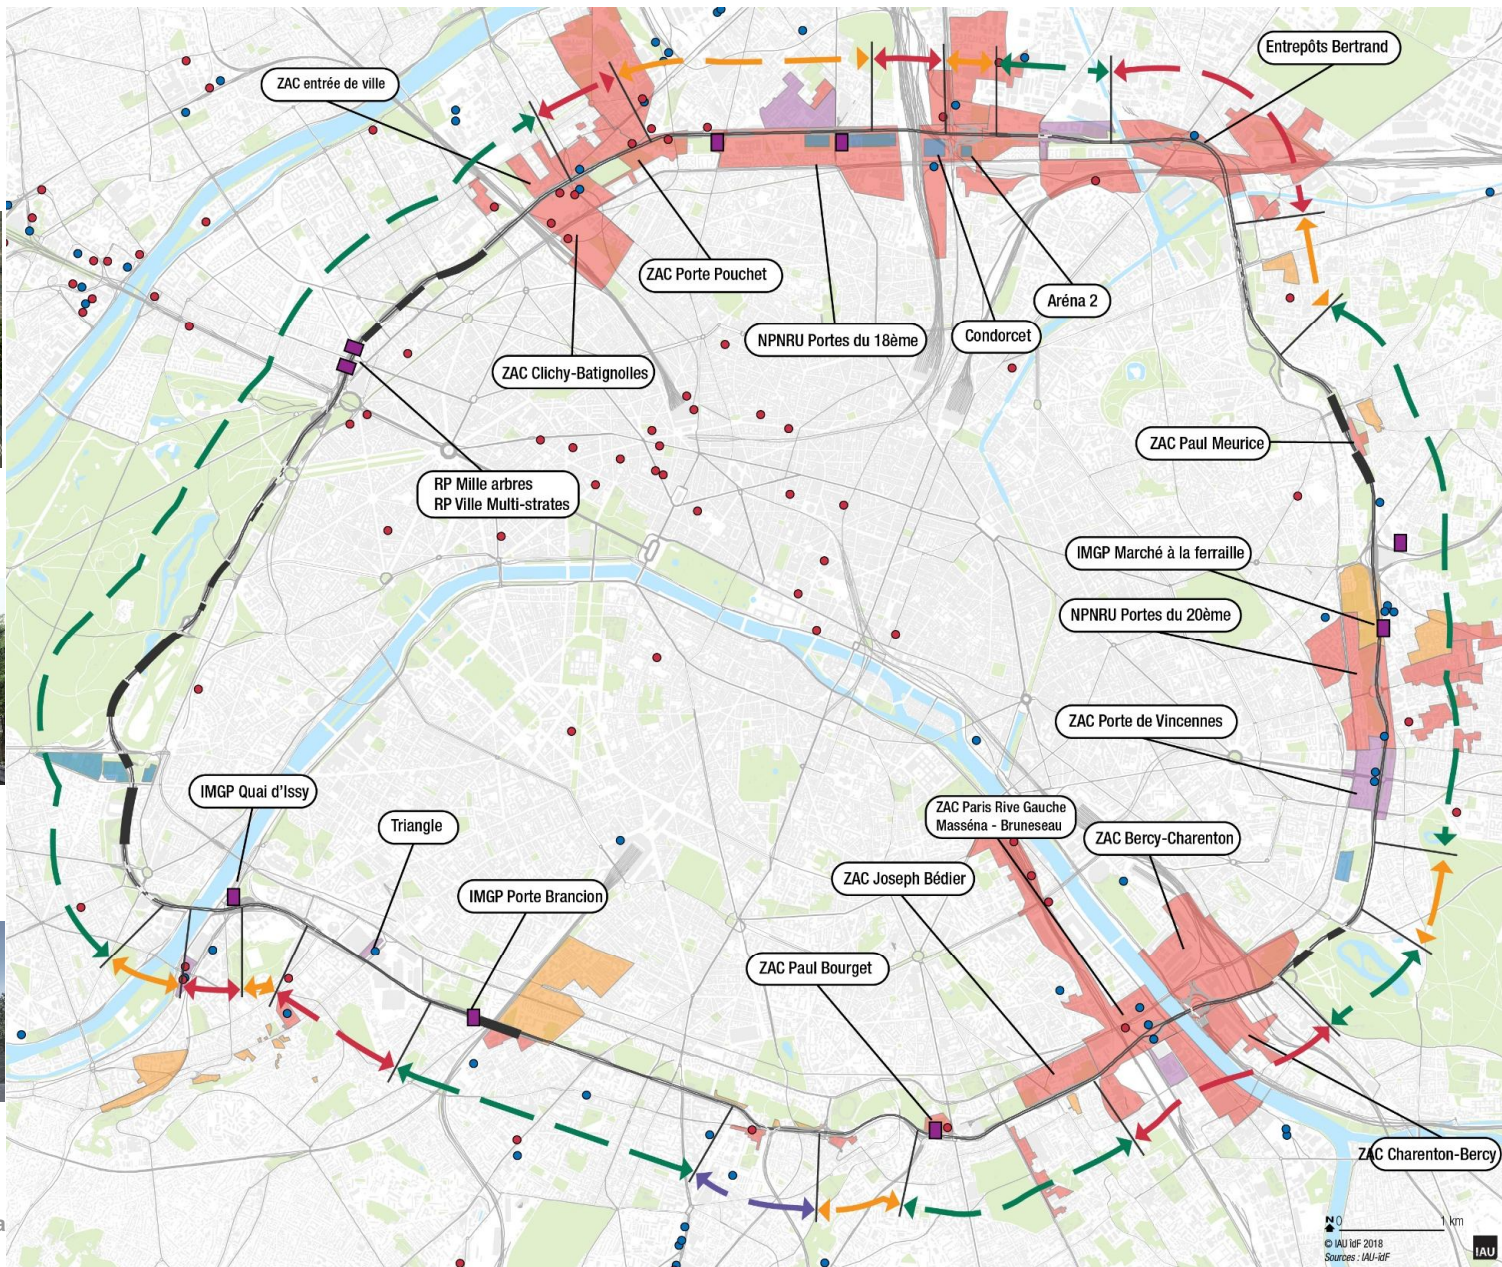 Entrepôts Bertrand
ZAC entrée de ville
ZAC Porte Pouchet
Aréna 2
NPNRU Portes du 18ème
Condorcet
ZAC Clichy-Batignolles
ZAC Paul Meurice
RP Mille arbres
RP Ville Multi-strates
IMGP Marché à la ferraille
NPNRU Portes du 20ème
ZAC Porte de Vincennes
IMGP Quai d'Issy
Triangle
ZAC Paris Rive Gauche
Masséna - Bruneseau
ZAC Bercy-Charenton
ZAC Joseph Bédier
IMGP Porte Brancion
ZAC Paul Bourget
ZAC Charenton-Bercy
N 0 1 km
© IAU îdF 2018
Sources : IAU-îdF
IAU
a